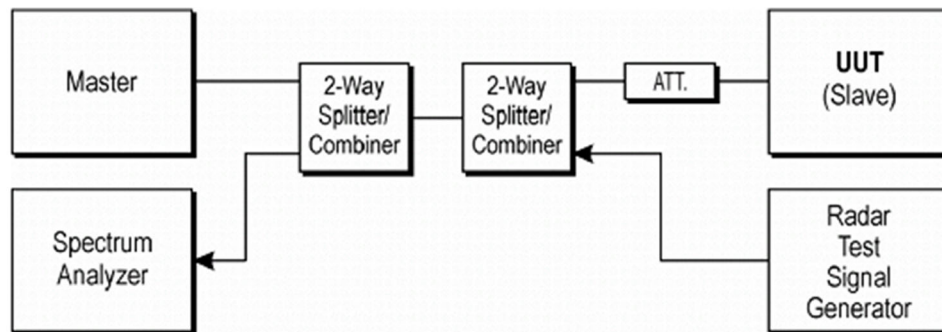 Master
2-Way
Splitter/
Combiner
2-Way
Splitter/
Combiner
ATT.
UUT
(Slave)
Spectrum
Analyzer
Radar
Test
Signal
Generator